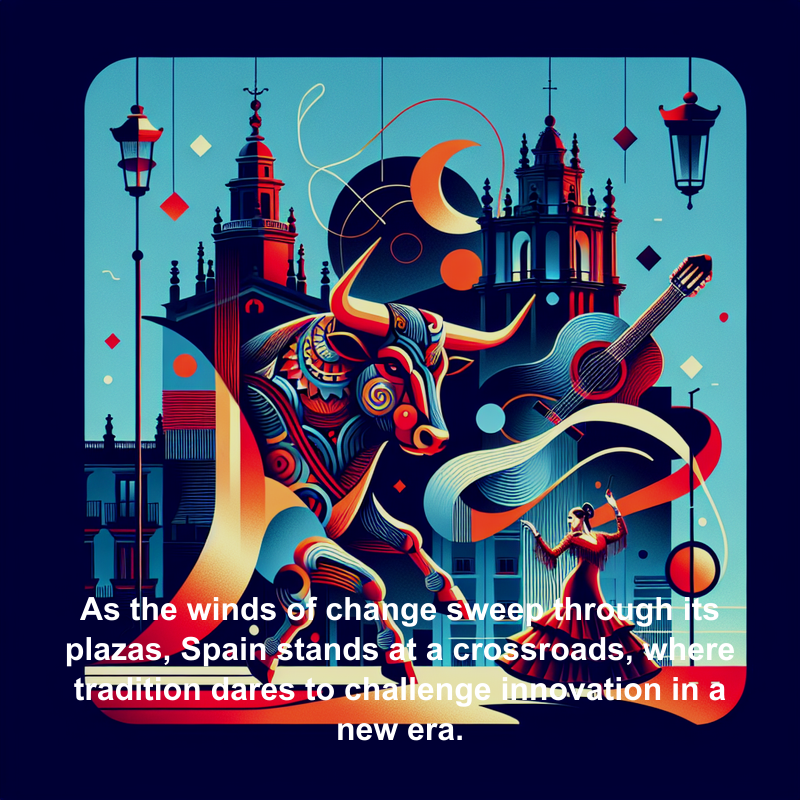 As the winds of change sweep through its
plazas, Spain stands at a crossroads, where
tradition dares to challenge innovation in a
new era.